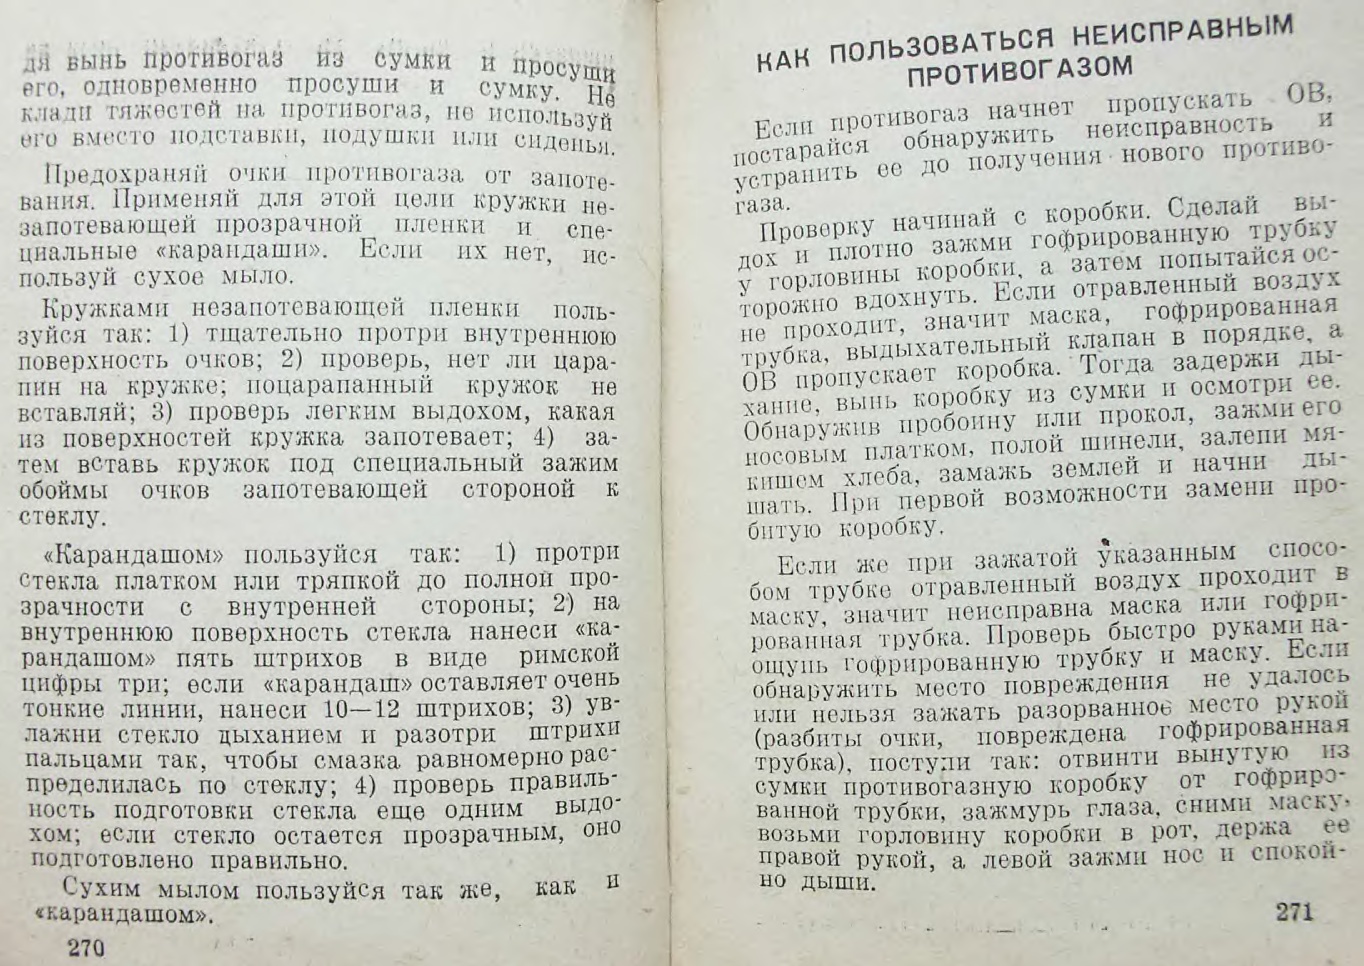 дя вынь противогаз из сумки и просуши
его, одновременно просуши и сумку. Не
клади тяжестей на противогаз, не используй
его вместо подставки, подушки или сиденья.
Предохраняй очки противогаза от запоте-
вания. Применяй для этой цели кружки не-
запотевающей прозрачной пленки и спе-
циальные «карандаши». Если их нет, ис-
пользуй сухое мыло.
Кружками незапотевающей пленки поль-
зуйся так: 1) тщательно протри внутреннюю
поверхность очков; 2) проверь, нет ли цара-
пин на кружке; поцарапанный кружок не
вставляй; 3) проверь легким выдохом, какая
из поверхностей кружка запотевает; 4) за-
тем вставь кружок под специальный зажим
обоймы очков запотевающей стороной к
стеклу.
«Карандашом» пользуйся так: 1) протри
стекла платком или тряпкой до полной про-
зрачности с внутренней стороны; 2) на
внутреннюю поверхность стекла нанеси «ка-
рандашом» пять штрихов в виде римской
цифры три; если «карандаш» оставляет очень
тонкие линии, нанеси 10—12 штрихов; 3) ув-
лажни стекло дыханием и разотри штрихи
пальцами так, чтобы смазка равномерно рас-
пределилась по стеклу; 4) проверь правиль-
ность подготовки стекла еще одним выдо-
хом; если стекло остается прозрачным, оно
подготовлено правильно.
Сухим мылом пользуйся так же, как и
«карандашом».
270
КАК ПОЛЬЗОВАТЬСЯ НЕИСПРАВНЫМ
ПРОТИВОГАЗОМ
Если противогаз начнет пропускать ОВ,
постарайся обнаружить неисправность и
устранить ее до получения нового противо-
газа.
Проверку начинай с коробки. Сделай вы-
дох и плотно зажми гофрированную трубку
у горловины коробки, а затем попытайся ос-
торожно вдохнуть. Если отравленный воздух
не проходит, значит маска, гофрированная
трубка, выдыхательный клапан в порядке, а
ОВ пропускает коробка. Тогда задержи ды-
хание, вынь коробку из сумки и осмотри ее.
Обнаружив пробоину или прокол, зажми его
носовым платком, полой шинели, залепи мя-
кишем хлеба, замажь землей и начни ды-
шать. При первой возможности замени про-
битую коробку.
Если же при зажатой указанным спосо-
бом трубке отравленный воздух проходит в
маску, значит неисправна маска или гофри-
рованная трубка. Проверь быстро руками на-
ощупь гофрированную трубку и маску. Если
обнаружить место повреждения не удалось
или нельзя зажать разорванное место рукой
(разбиты очки, повреждена гофрированная
трубка), поступи так: отвинти вынутую из
сумки противогазную коробку от гофриро-
ванной трубки, зажмурь глаза, сними маску,
возьми горловину коробки в рот, держа ее
правой рукой, а левой зажми нос и спокой-
но дыши.
271